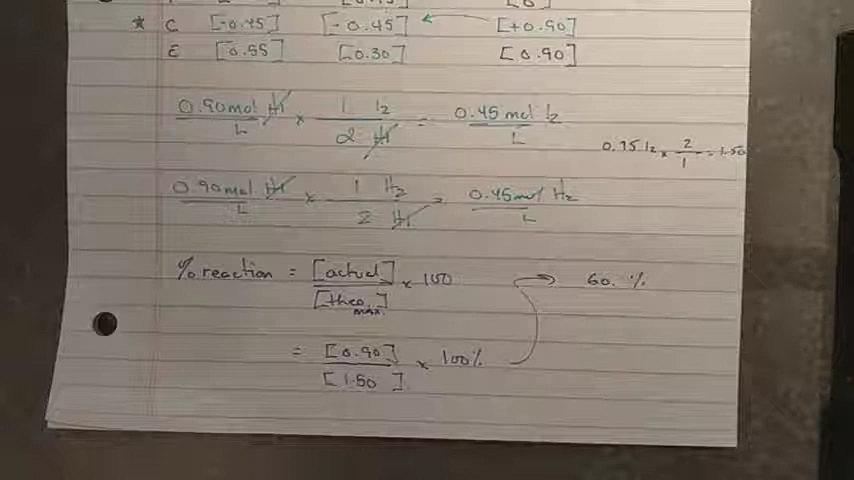 * C [-0.45] [-0.45] ← [+0.90]
E [0.55] [0.30] [0.90]
0.90 mol HI / L × 1 I2 / 2 HI = 0.45 mol I2 / L
0.75 I2 × 2 / 1 = 1.50
0.90 mol HI / L × 1 H2 / 2 HI = 0.45 mol H2 / L
% reaction = [actual] / [theo. max.] × 100 → 60. %
= [0.90] / [1.50] × 100%